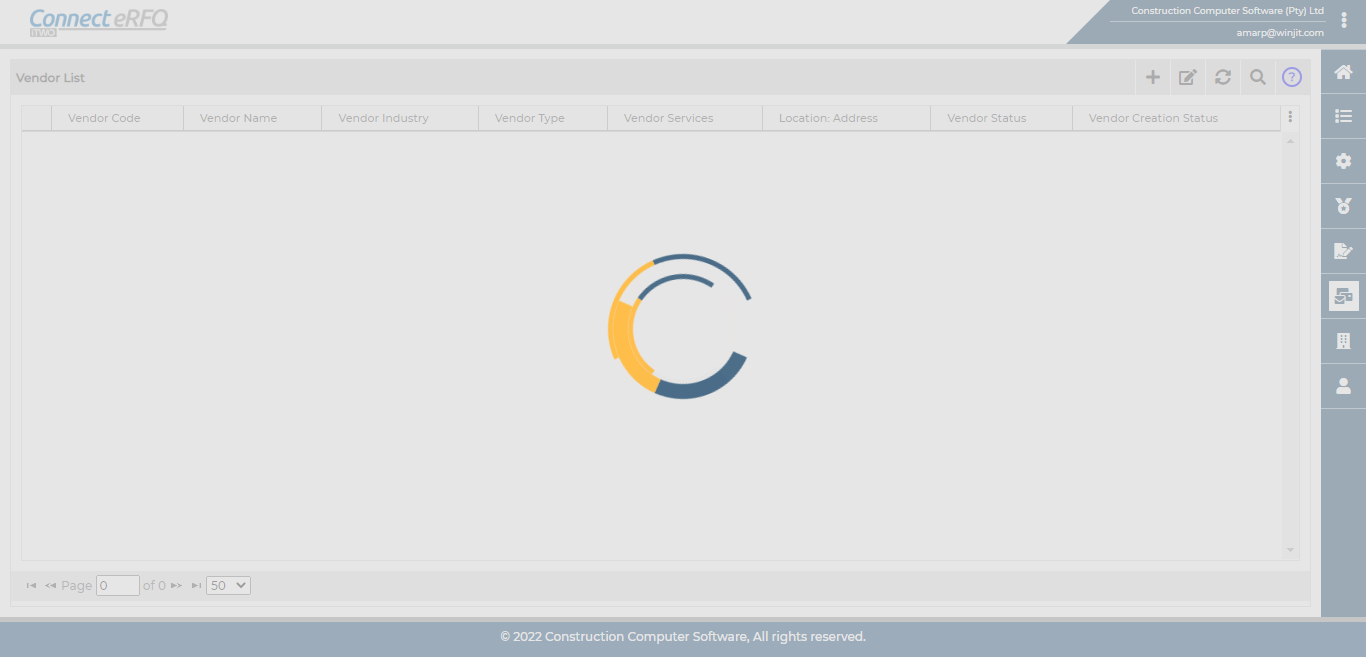 Connect eRFQ
iTWO
Construction Computer Software (Pty) Ltd
amarp@winjit.com
Vendor List
?
Vendor Code Vendor Name Vendor Industry Vendor Type Vendor Services Location: Address Vendor Status Vendor Creation Status
Page 0 of 0 50
© 2022 Construction Computer Software, All rights reserved.